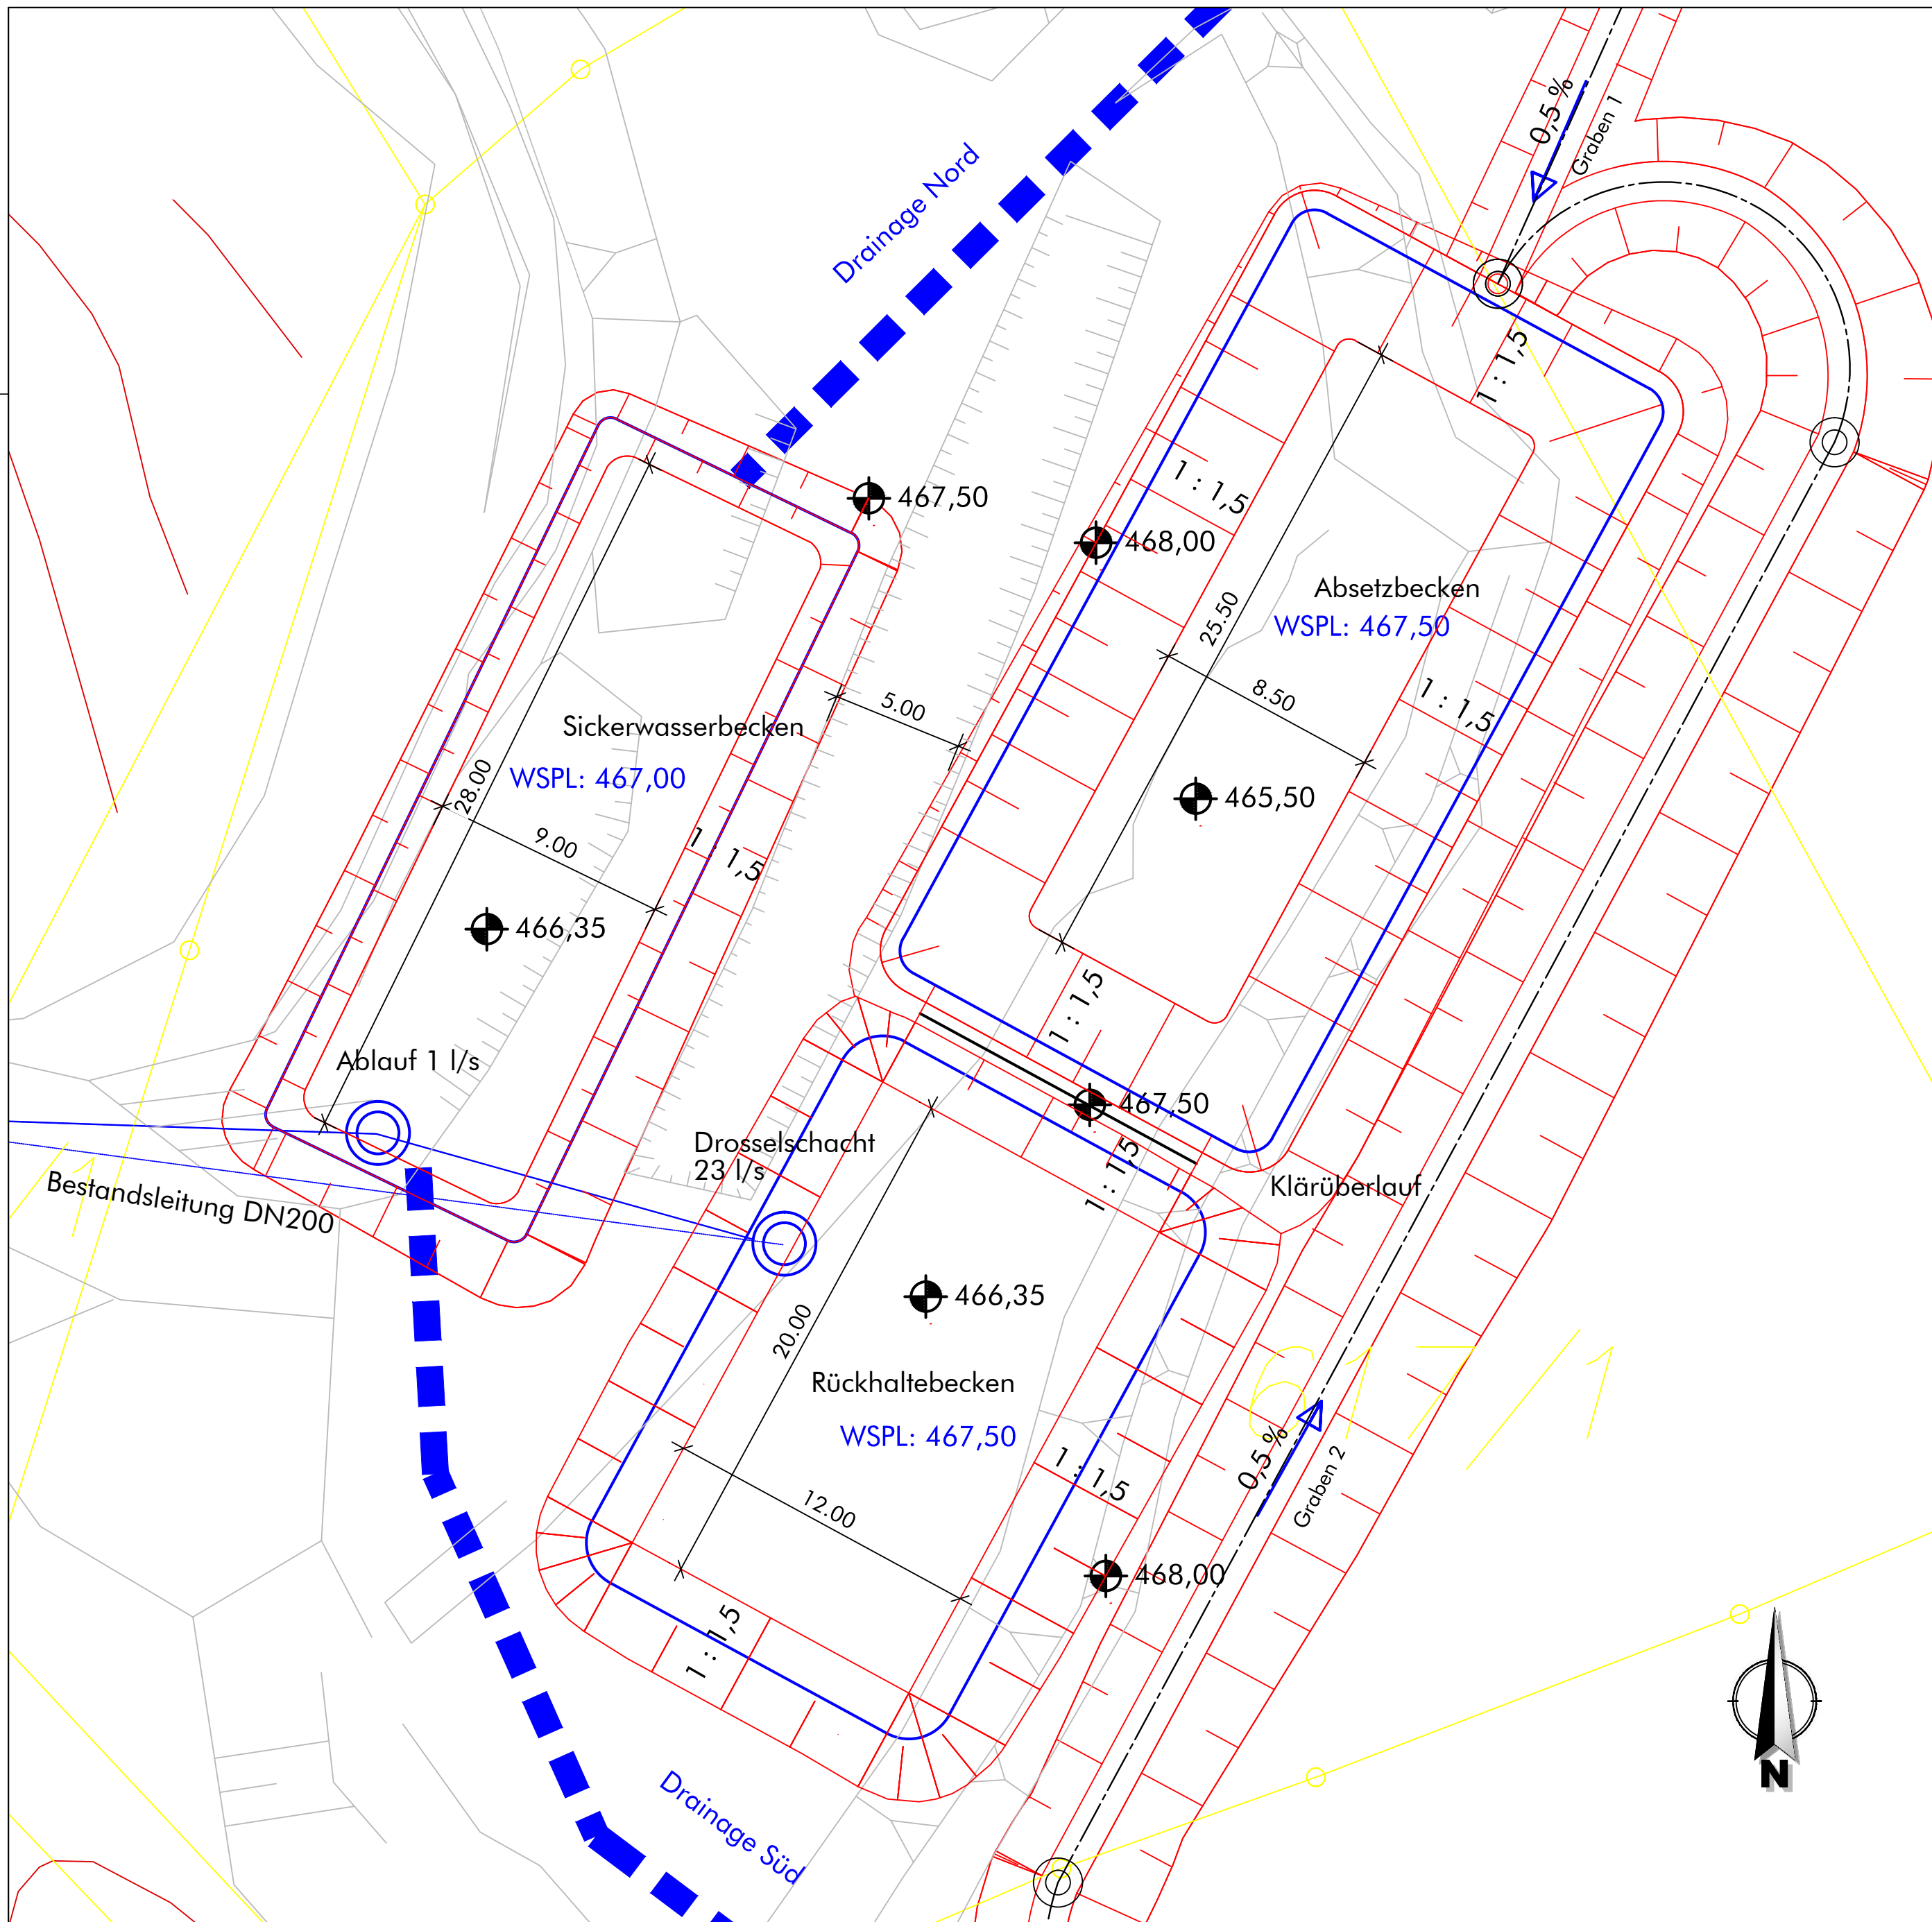 0,5 %
Graben 1
Drainage Nord
1 : 1,5
467,50
1 : 1,5
468,00
Absetzbecken
WSPL: 467,50
25.50
8.50
1 : 1,5
5.00
Sickerwasserbecken
WSPL: 467,00
28.00
9.00
1 : 1,5
465,50
466,35
1 : 1,5
Ablauf 1 l/s
467,50
Drosselschacht
23 l/s
1 : 1,5
Klärüberlauf
Bestandsleitung DN200
466,35
20.00
Rückhaltebecken
WSPL: 467,50
12.00
1 : 1,5
0,5 %
Graben 2
468,00
1 : 1,5
Drainage Süd
N